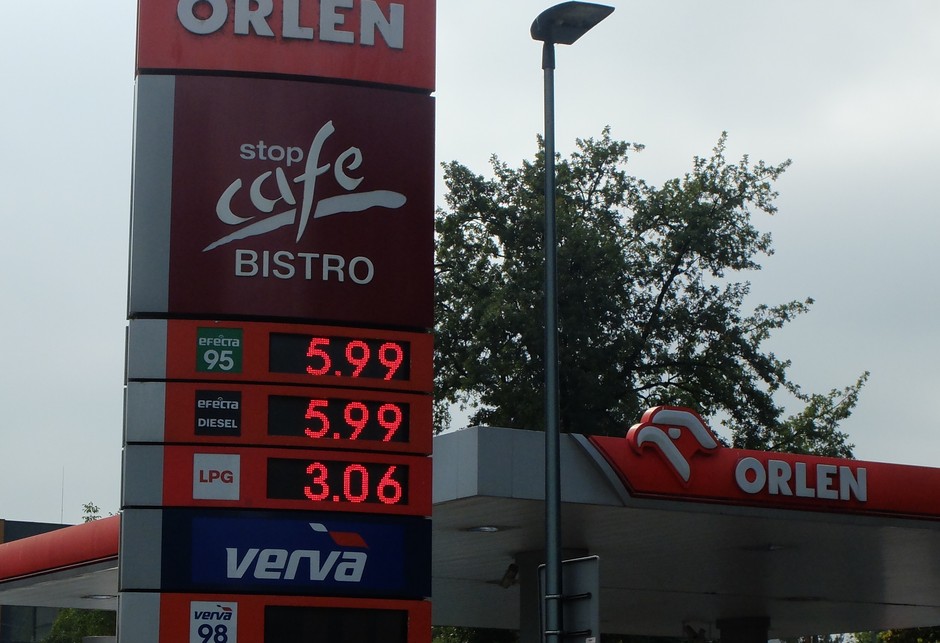 ORLEN
stop
cafe
BISTRO
efecta
95
5.99
efecta
DIESEL
5.99
LPG
3.06
verva
verva
98
ORLEN